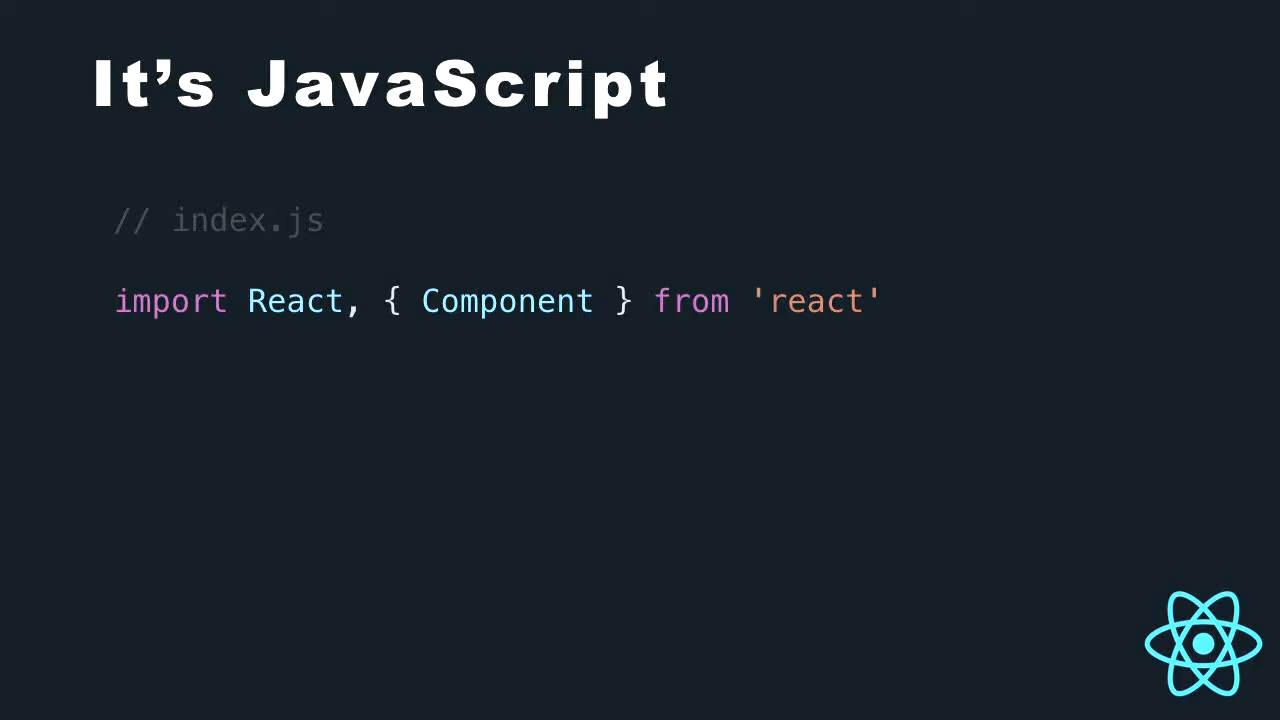 It’s JavaScript
// index.js
import React, { Component } from 'react'